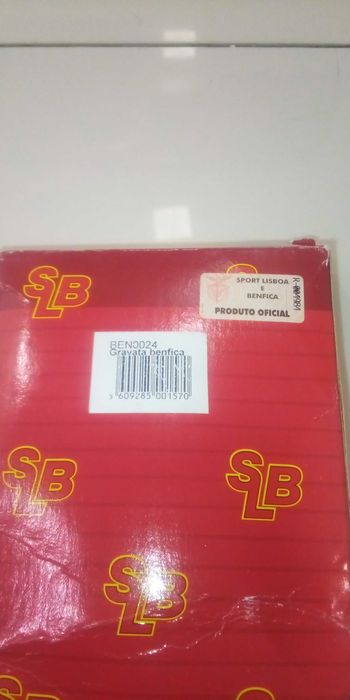 SLB
SPORT LISBOA
E
BENFICA
PRODUTO OFICIAL
BEN0024
Gravata benfica
3 609285 001570
SLB
SLB
SLB